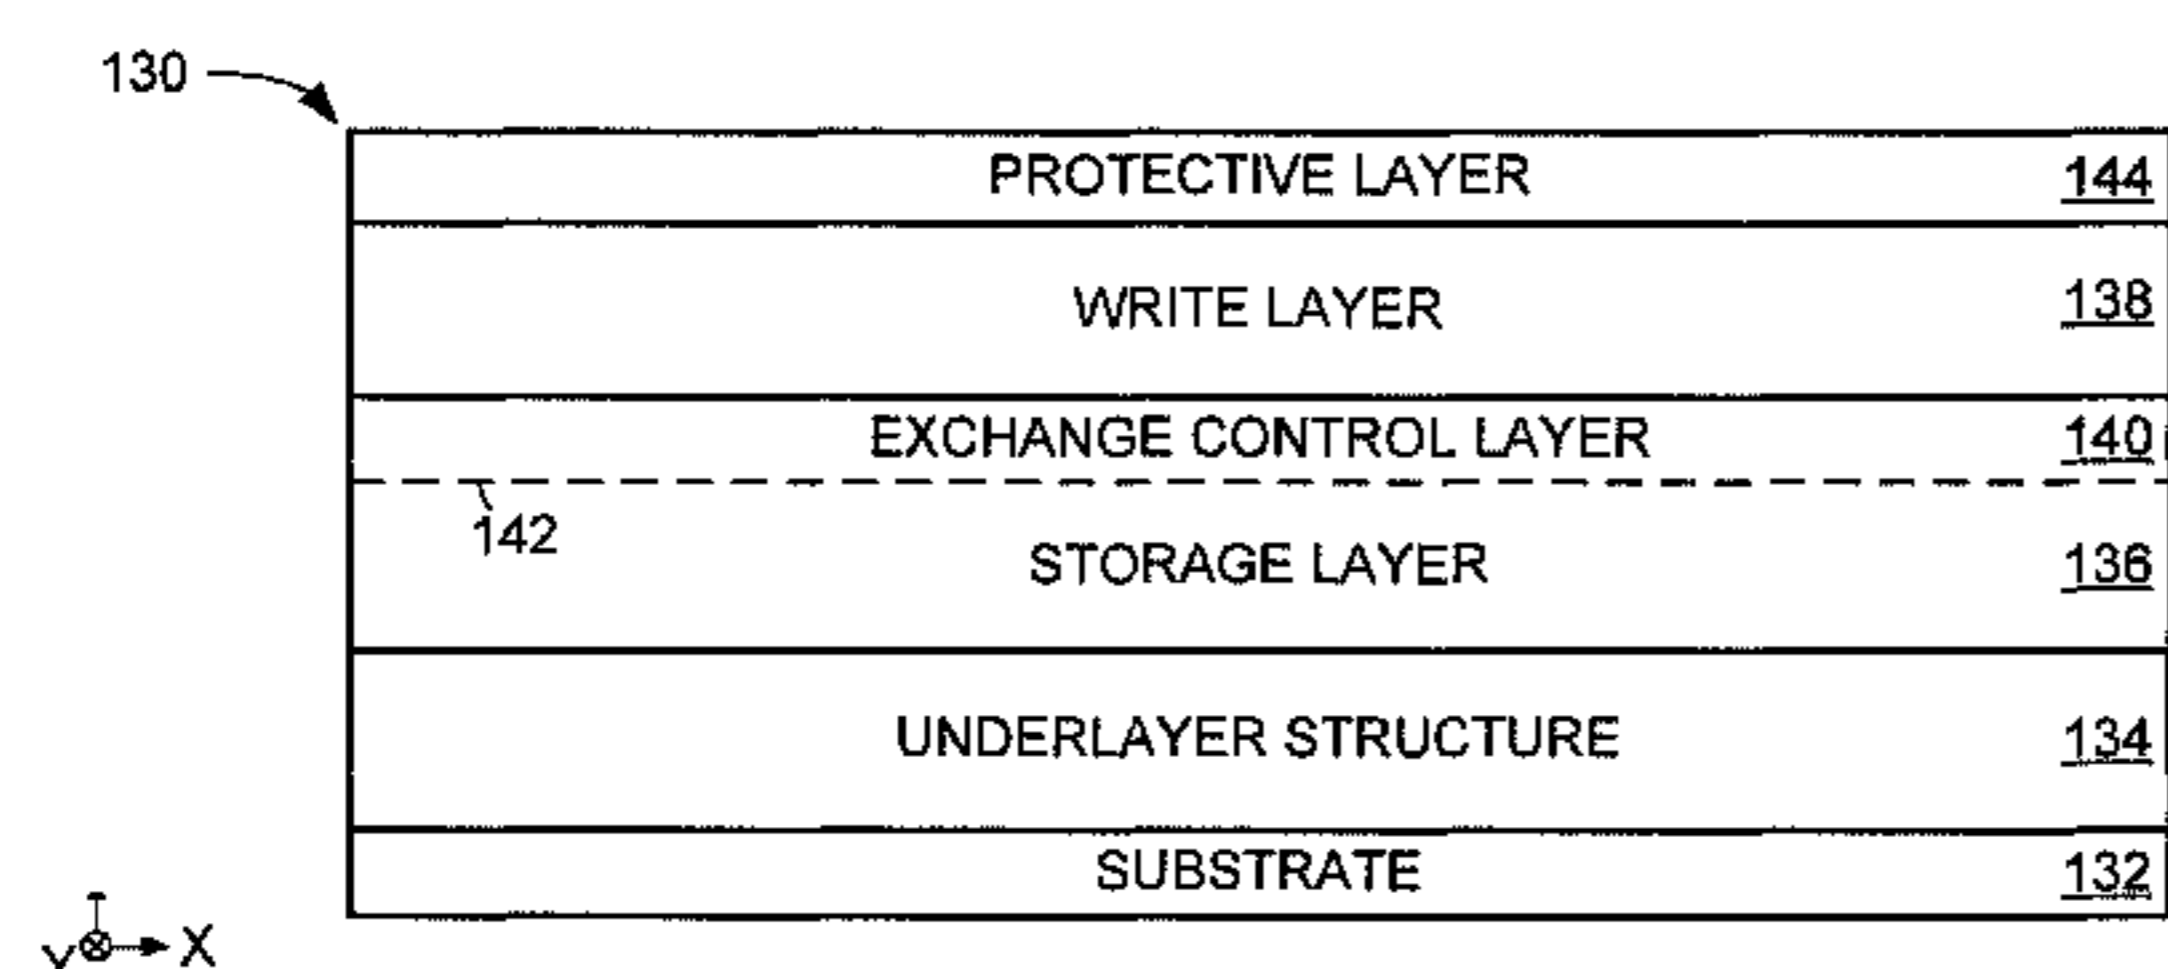 130
PROTECTIVE LAYER 144
WRITE LAYER 138
EXCHANGE CONTROL LAYER 140
142
STORAGE LAYER 136
UNDERLAYER STRUCTURE 134
SUBSTRATE 132
Y X